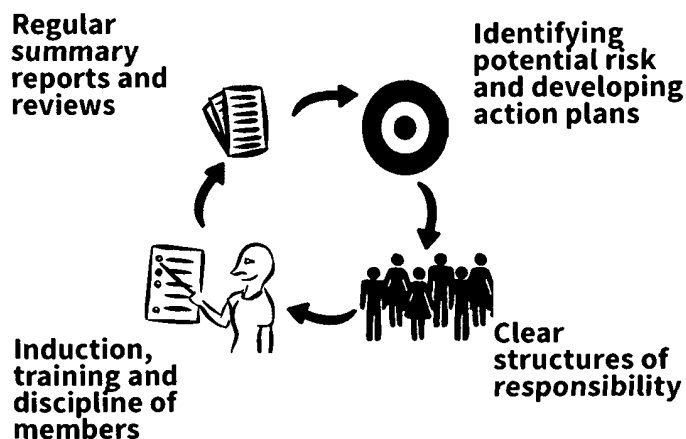 Regular
summary
reports and
reviews
Identifying
potential risk
and developing
action plans
Clear
structures of
responsibility
Induction,
training and
discipline of
members